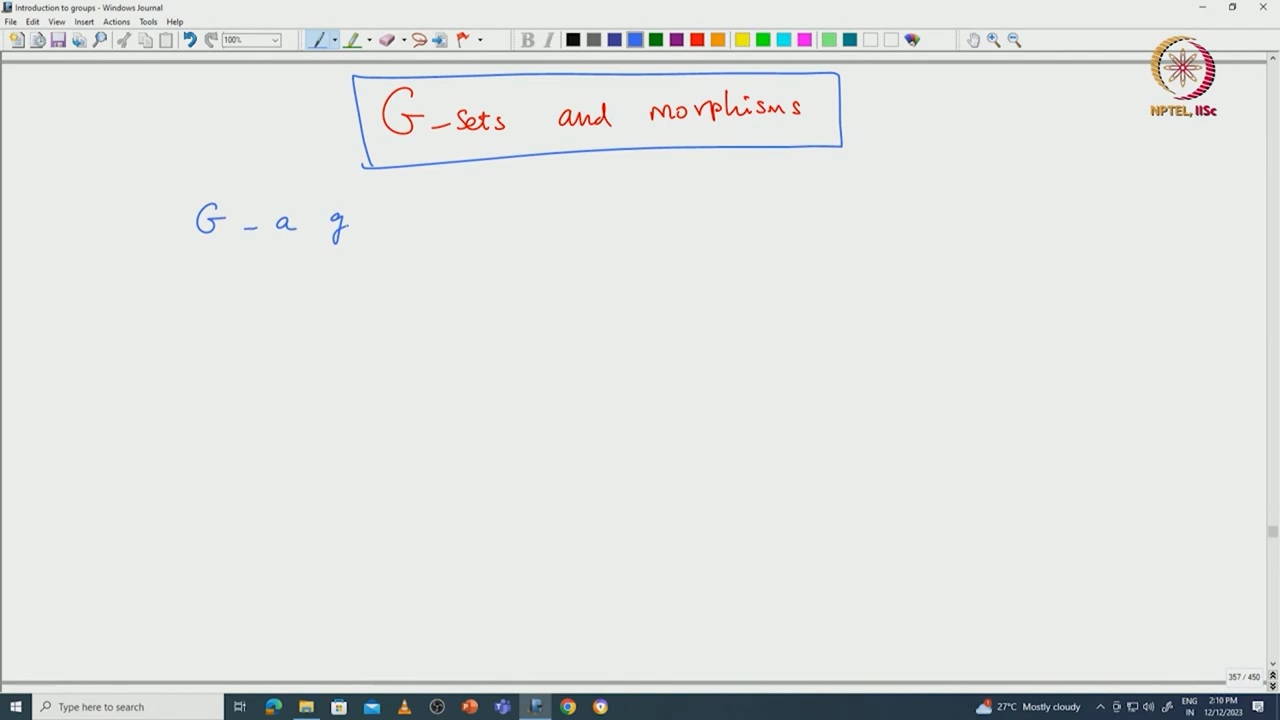 Introduction to groups - Windows Journal
File Edit View Insert Actions Tools Help
100%
B I
G-sets and morphisms
NPTEL, IISc
G - a g
357 / 450
Type here to search
27°C Mostly cloudy
ENG
IN
2:10 PM
12/12/2023